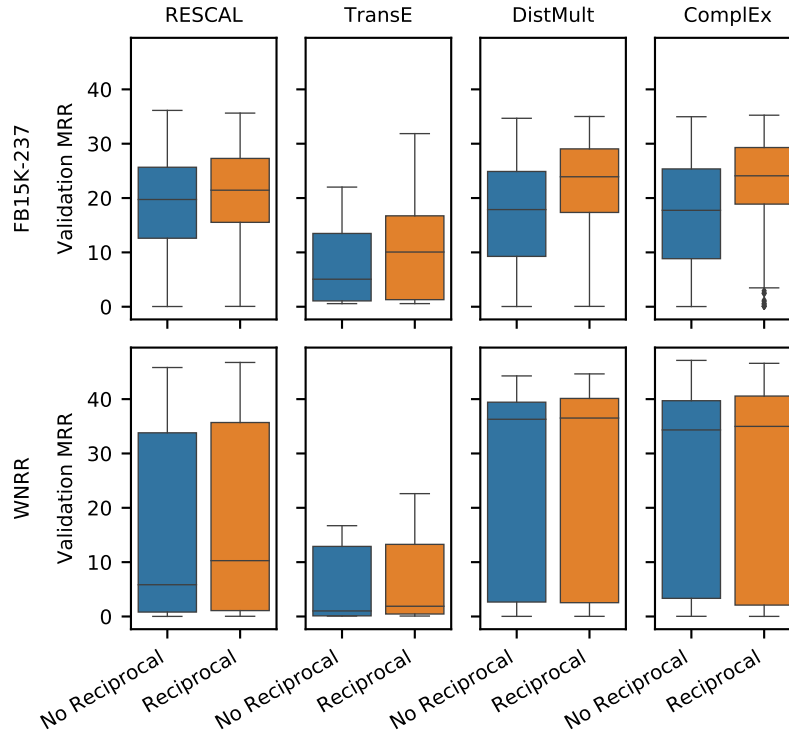 RESCAL TransE DistMult ComplEx
FB15K-237
Validation MRR
40
30
20
10
0
WNRR
Validation MRR
40
30
20
10
0
No Reciprocal Reciprocal No Reciprocal Reciprocal No Reciprocal Reciprocal No Reciprocal Reciprocal